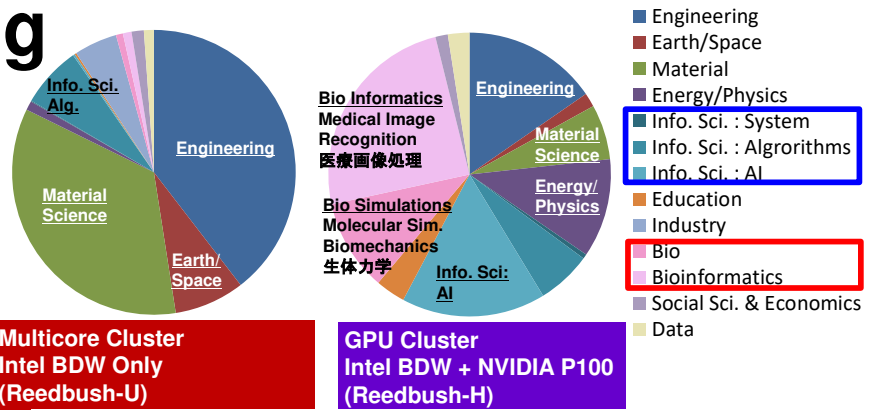 g
Info. Sci.
Alg.
Engineering
Material
Science
Earth/
Space
Multicore Cluster
Intel BDW Only
(Reedbush-U)
Bio Informatics
Medical Image
Recognition
医療画像処理
Bio Simulations
Molecular Sim.
Biomechanics
生体力学
Engineering
Material
Science
Energy/
Physics
Info. Sci:
AI
GPU Cluster
Intel BDW + NVIDIA P100
(Reedbush-H)
Engineering
Earth/Space
Material
Energy/Physics
Info. Sci. : System
Info. Sci. : Algrorithms
Info. Sci. : AI
Education
Industry
Bio
Bioinformatics
Social Sci. & Economics
Data